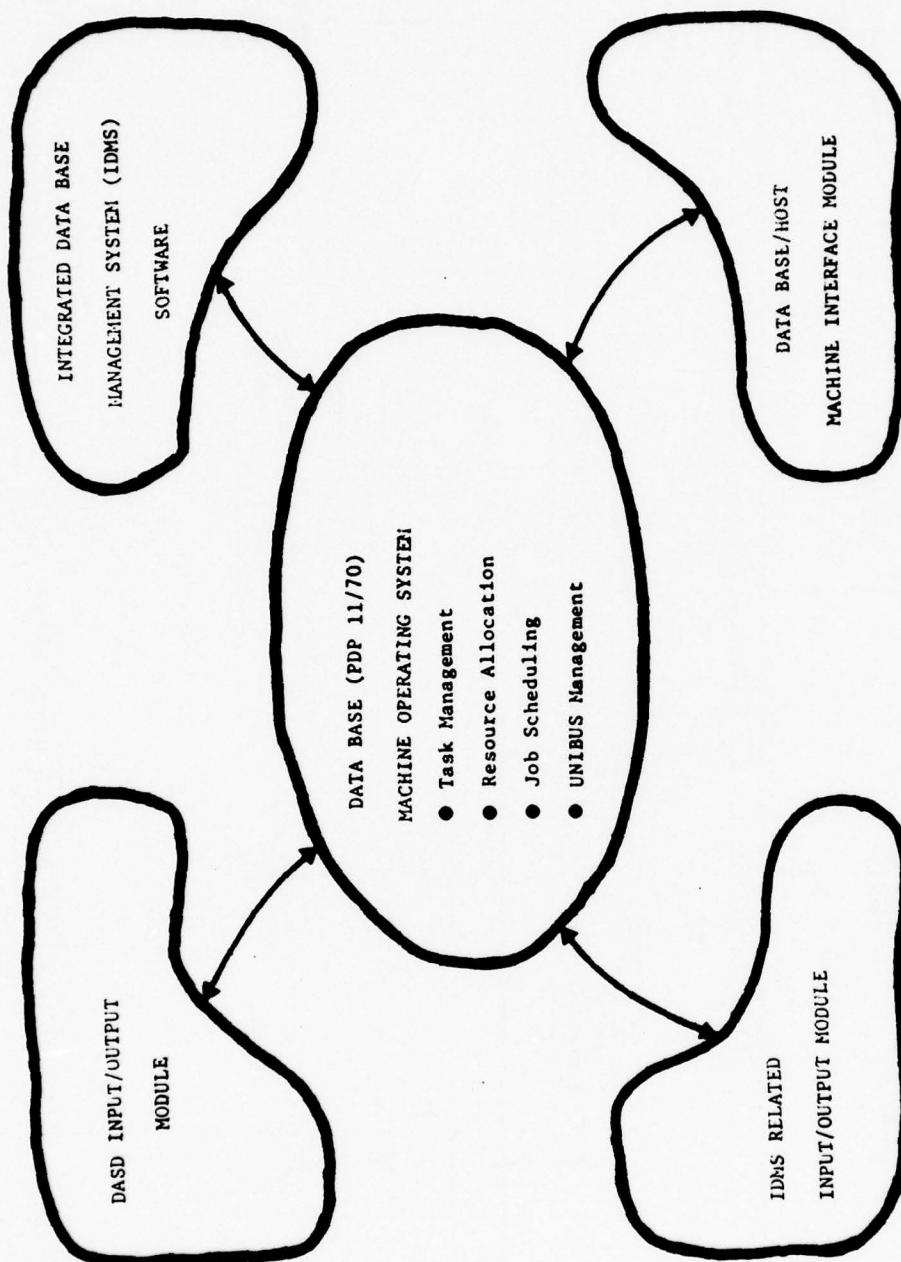 DASD INPUT/OUTPUT
MODULE
INTEGRATED DATA BASE
MANAGEMENT SYSTEM (IDMS)
SOFTWARE
DATA BASE (PDP 11/70)
MACHINE OPERATING SYSTEM
● Task Management
● Resource Allocation
● Job Scheduling
● UNIBUS Management
IDMS RELATED
INPUT/OUTPUT MODULE
DATA BASE/HOST
MACHINE INTERFACE MODULE